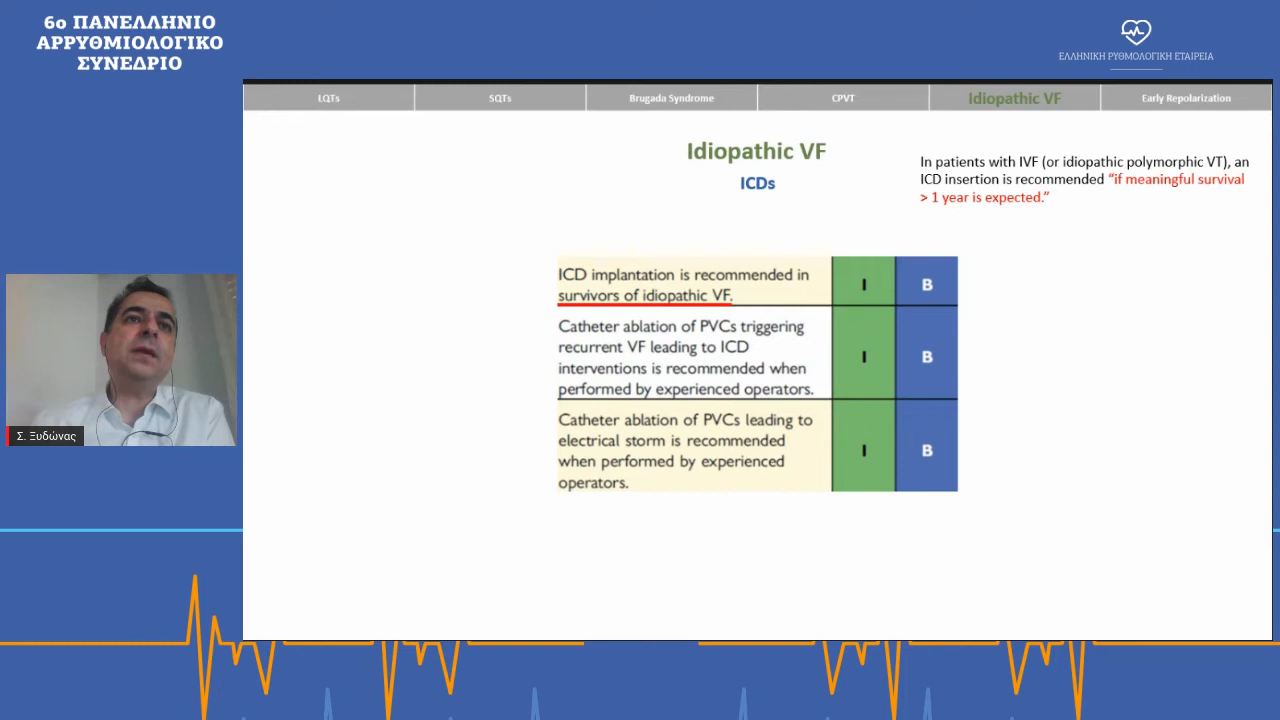 6ο ΠΑΝΕΛΛΗΝΙΟ
ΑΡΡΥΘΜΙΟΛΟΓΙΚΟ
ΣΥΝΕΔΡΙΟ
ΕΛΛΗΝΙΚΗ ΡΥΘΜΟΛΟΓΙΚΗ ΕΤΑΙΡΕΙΑ
LQTs
SQTs
Brugada Syndrome
CPVT
Idiopathic VF
Early Repolarization
Idiopathic VF
ICDs
In patients with IVF (or idiopathic polymorphic VT), an
ICD insertion is recommended “if meaningful survival
> 1 year is expected.”
ICD implantation is recommended in
survivors of idiopathic VF.
I
B
Catheter ablation of PVCs triggering
recurrent VF leading to ICD
interventions is recommended when
performed by experienced operators.
I
B
Catheter ablation of PVCs leading to
electrical storm is recommended
when performed by experienced
operators.
I
B
Σ. Ξυδώνας